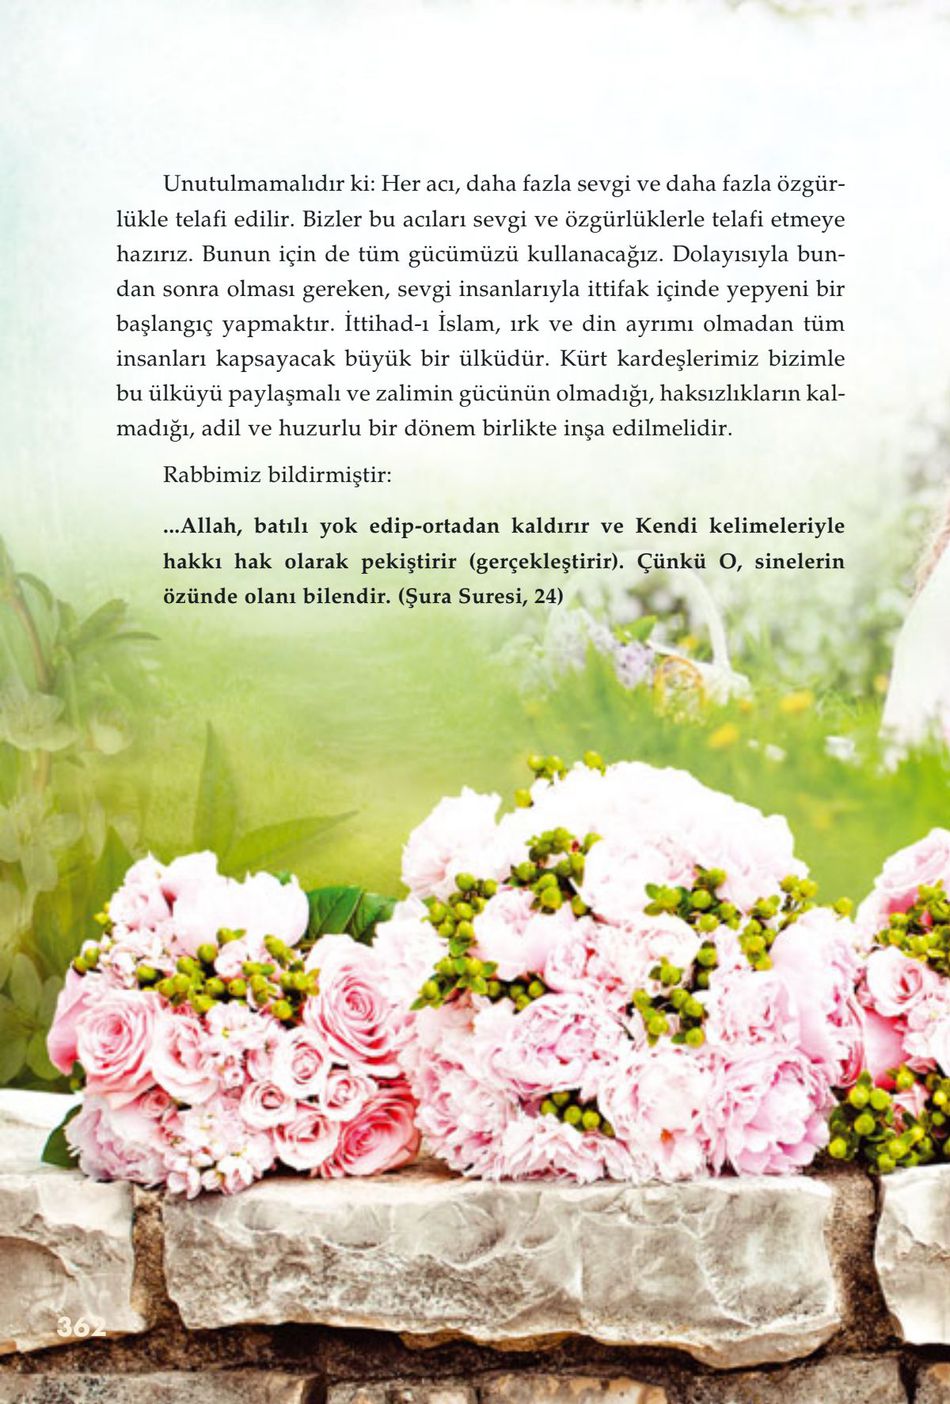 Unutulmamalıdır ki: Her acı, daha fazla sevgi ve daha fazla özgür-
lükle telafi edilir. Bizler bu acıları sevgi ve özgürlüklerle telafi etmeye
hazırız. Bunun için de tüm gücümüzü kullanacağız. Dolayısıyla bun-
dan sonra olması gereken, sevgi insanlarıyla ittifak içinde yepyeni bir
başlangıç yapmaktır. İttihad-ı İslam, ırk ve din ayrımı olmadan tüm
insanları kapsayacak büyük bir ülküdür. Kürt kardeşlerimiz bizimle
bu ülküyü paylaşmalı ve zalimin gücünün olmadığı, haksızlıkların kal-
madığı, adil ve huzurlu bir dönem birlikte inşa edilmelidir.
Rabbimiz bildirmiştir:
...Allah, batılı yok edip-ortadan kaldırır ve Kendi kelimeleriyle
hakkı hak olarak pekiştirir (gerçekleştirir). Çünkü O, sinelerin
özünde olanı bilendir. (Şura Suresi, 24)
362